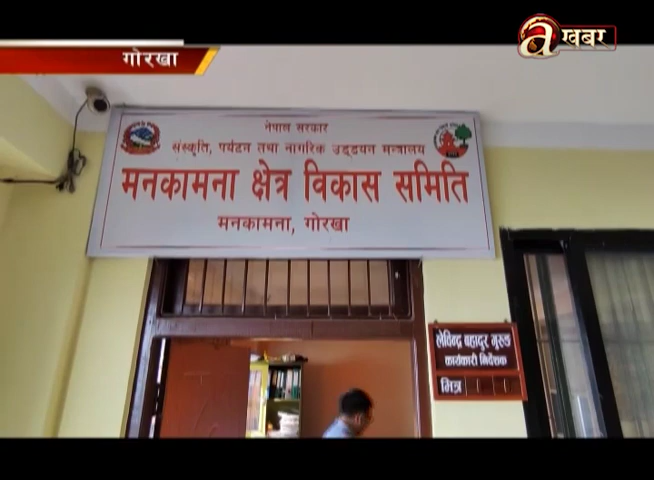 गोरखा
a खबर
नेपाल सरकार
संस्कृति, पर्यटन तथा नागरिक उड्डयन मन्त्रालय
मनकामना क्षेत्र विकास समिति
मनकामना, गोरखा
लेविन्द्र बहादुर गुरुङ
कार्यकारी निर्देशक
भित्र